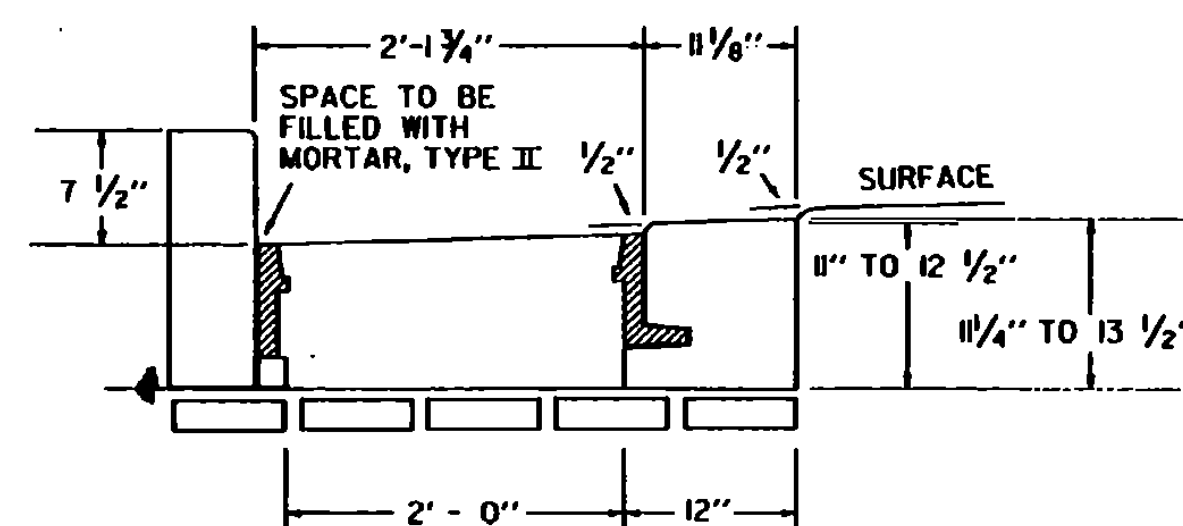 2'-1 3/4"
11 1/8"
SPACE TO BE
FILLED WITH
MORTAR, TYPE II
1/2"
1/2"
SURFACE
7 1/2"
11" TO 12 1/2"
11 1/4" TO 13 1/2"
2' - 0"
12"